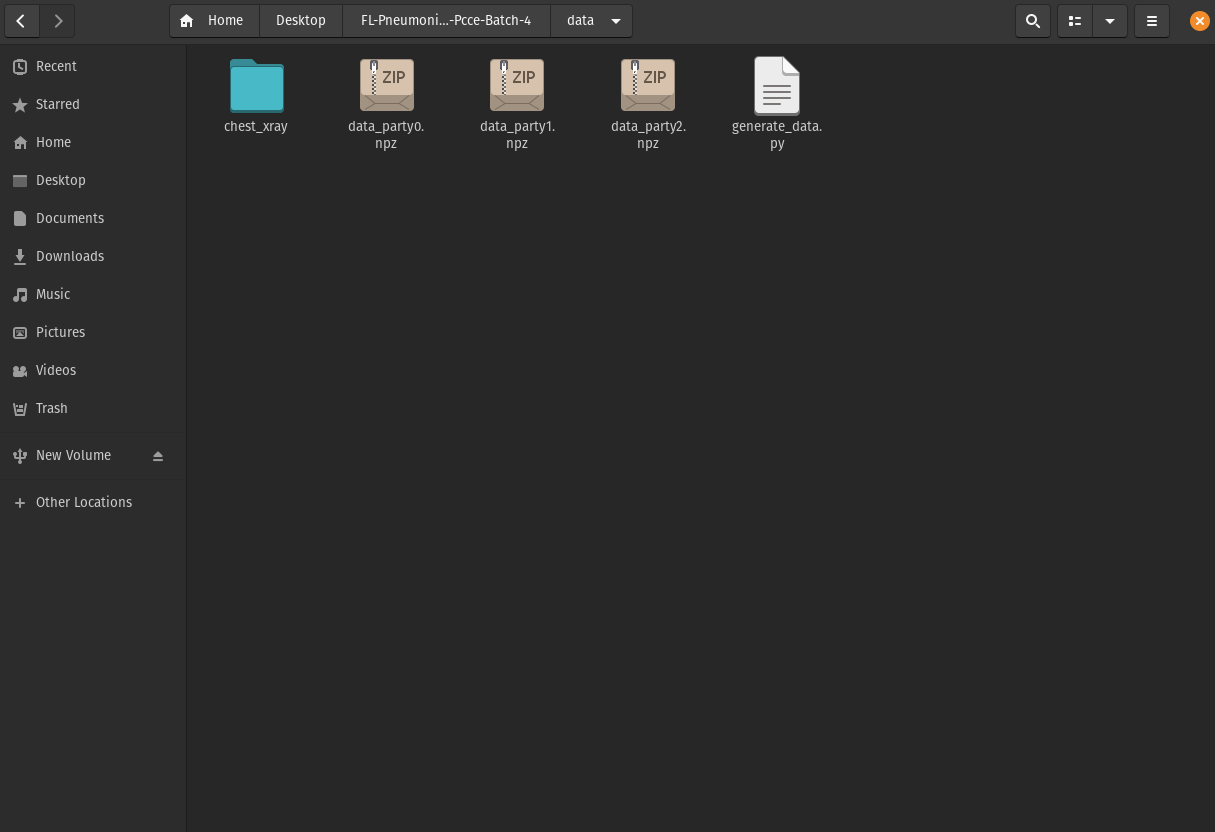 Home
Desktop
FL-Pneumoni...-Pcce-Batch-4
data
Recent
Starred
Home
Desktop
Documents
Downloads
Music
Pictures
Videos
Trash
New Volume
Other Locations
chest_xray
ZIP
data_party0.
npz
ZIP
data_party1.
npz
ZIP
data_party2.
npz
generate_data.
py